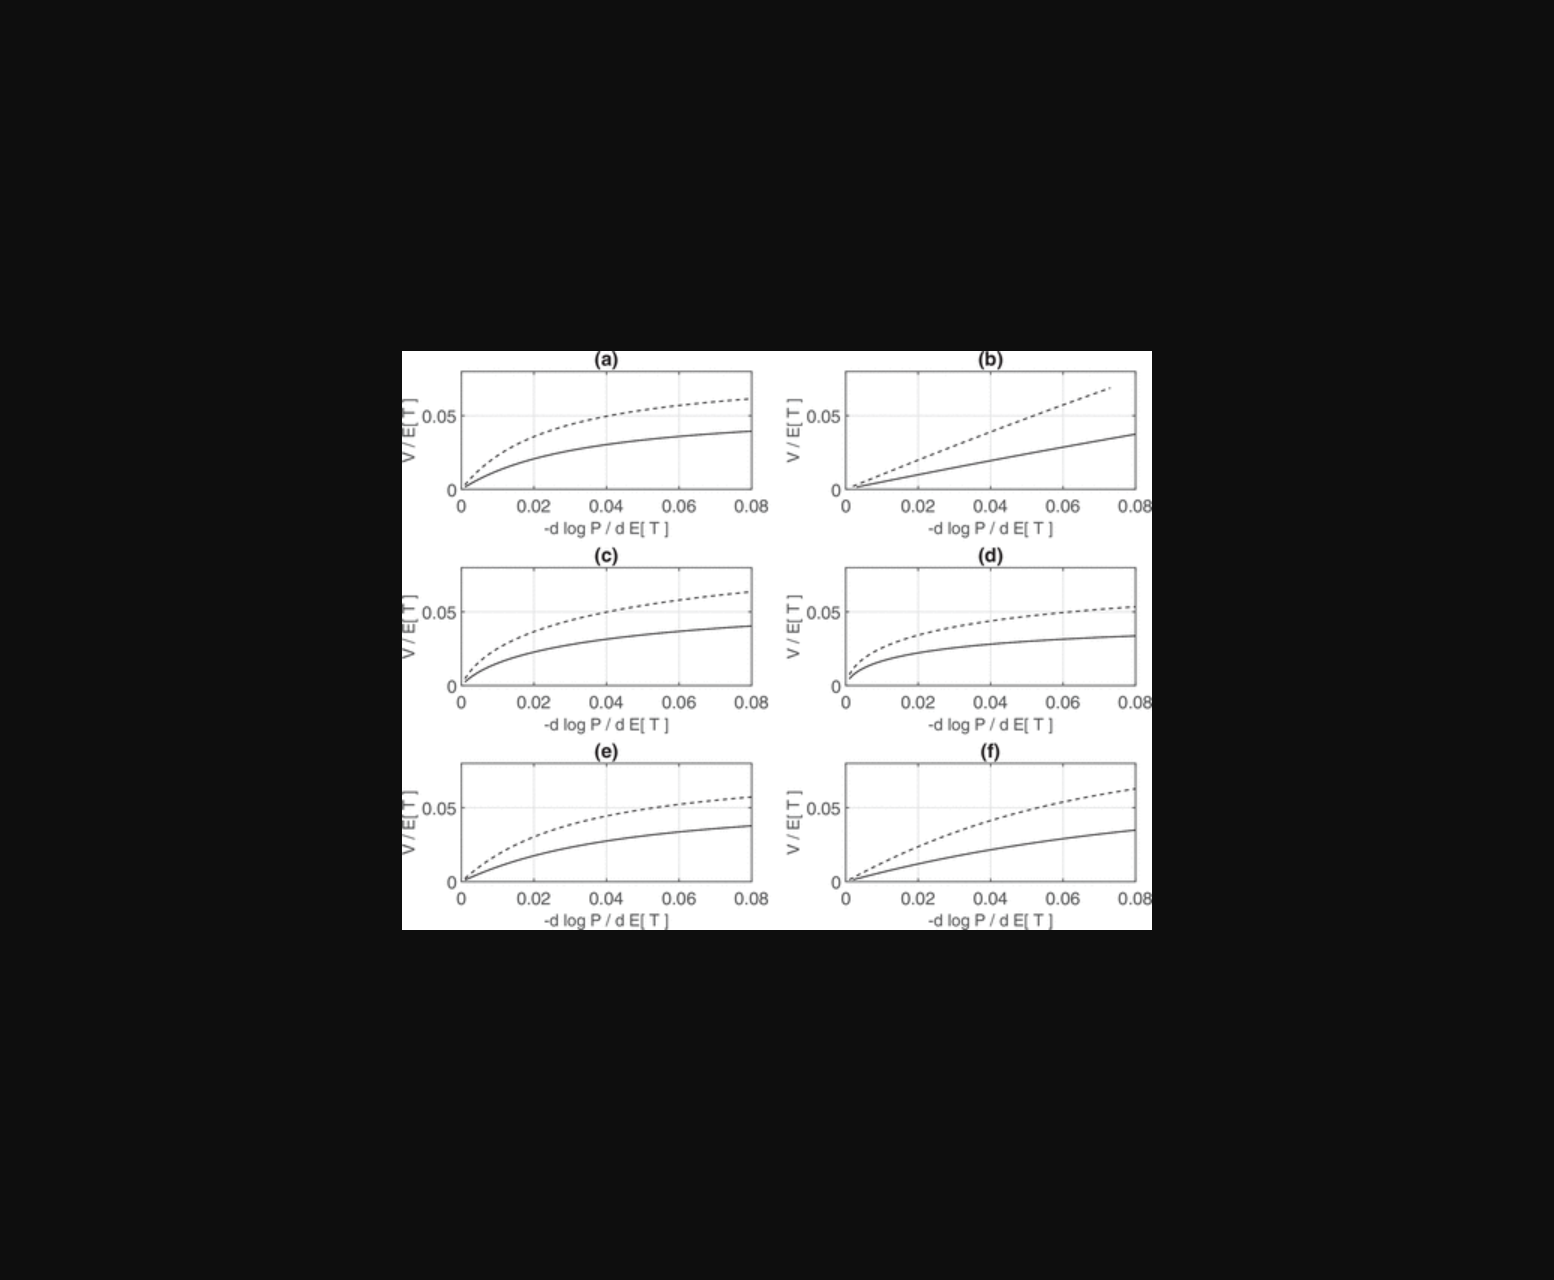 (a)
V / E[ T ]
0.05
0
0 0.02 0.04 0.06 0.08
-d log P / d E[ T ]
(b)
V / E[ T ]
0.05
0
0 0.02 0.04 0.06 0.08
-d log P / d E[ T ]
(c)
V / E[ T ]
0.05
0
0 0.02 0.04 0.06 0.08
-d log P / d E[ T ]
(d)
V / E[ T ]
0.05
0
0 0.02 0.04 0.06 0.08
-d log P / d E[ T ]
(e)
V / E[ T ]
0.05
0
0 0.02 0.04 0.06 0.08
-d log P / d E[ T ]
(f)
V / E[ T ]
0.05
0
0 0.02 0.04 0.06 0.08
-d log P / d E[ T ]